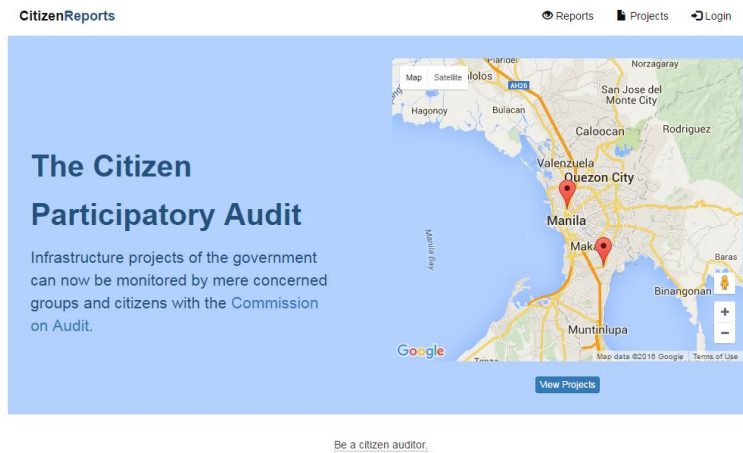 CitizenReports
Reports
Projects
Login
The Citizen
Participatory Audit
Infrastructure projects of the government
can now be monitored by mere concerned
groups and citizens with the Commission
on Audit.
Map
Satellite
Plaridel
Norzagaray
AH26
San Jose del
Monte City
Hagonoy
Bulacan
Caloocan
Rodriguez
Valenzuela
Quezon City
Manila
Manila Bay
Baras
Binangonan
Muntinlupa
Google
Map data ©2016 Google
Terms of Use
View Projects
Be a citizen auditor.